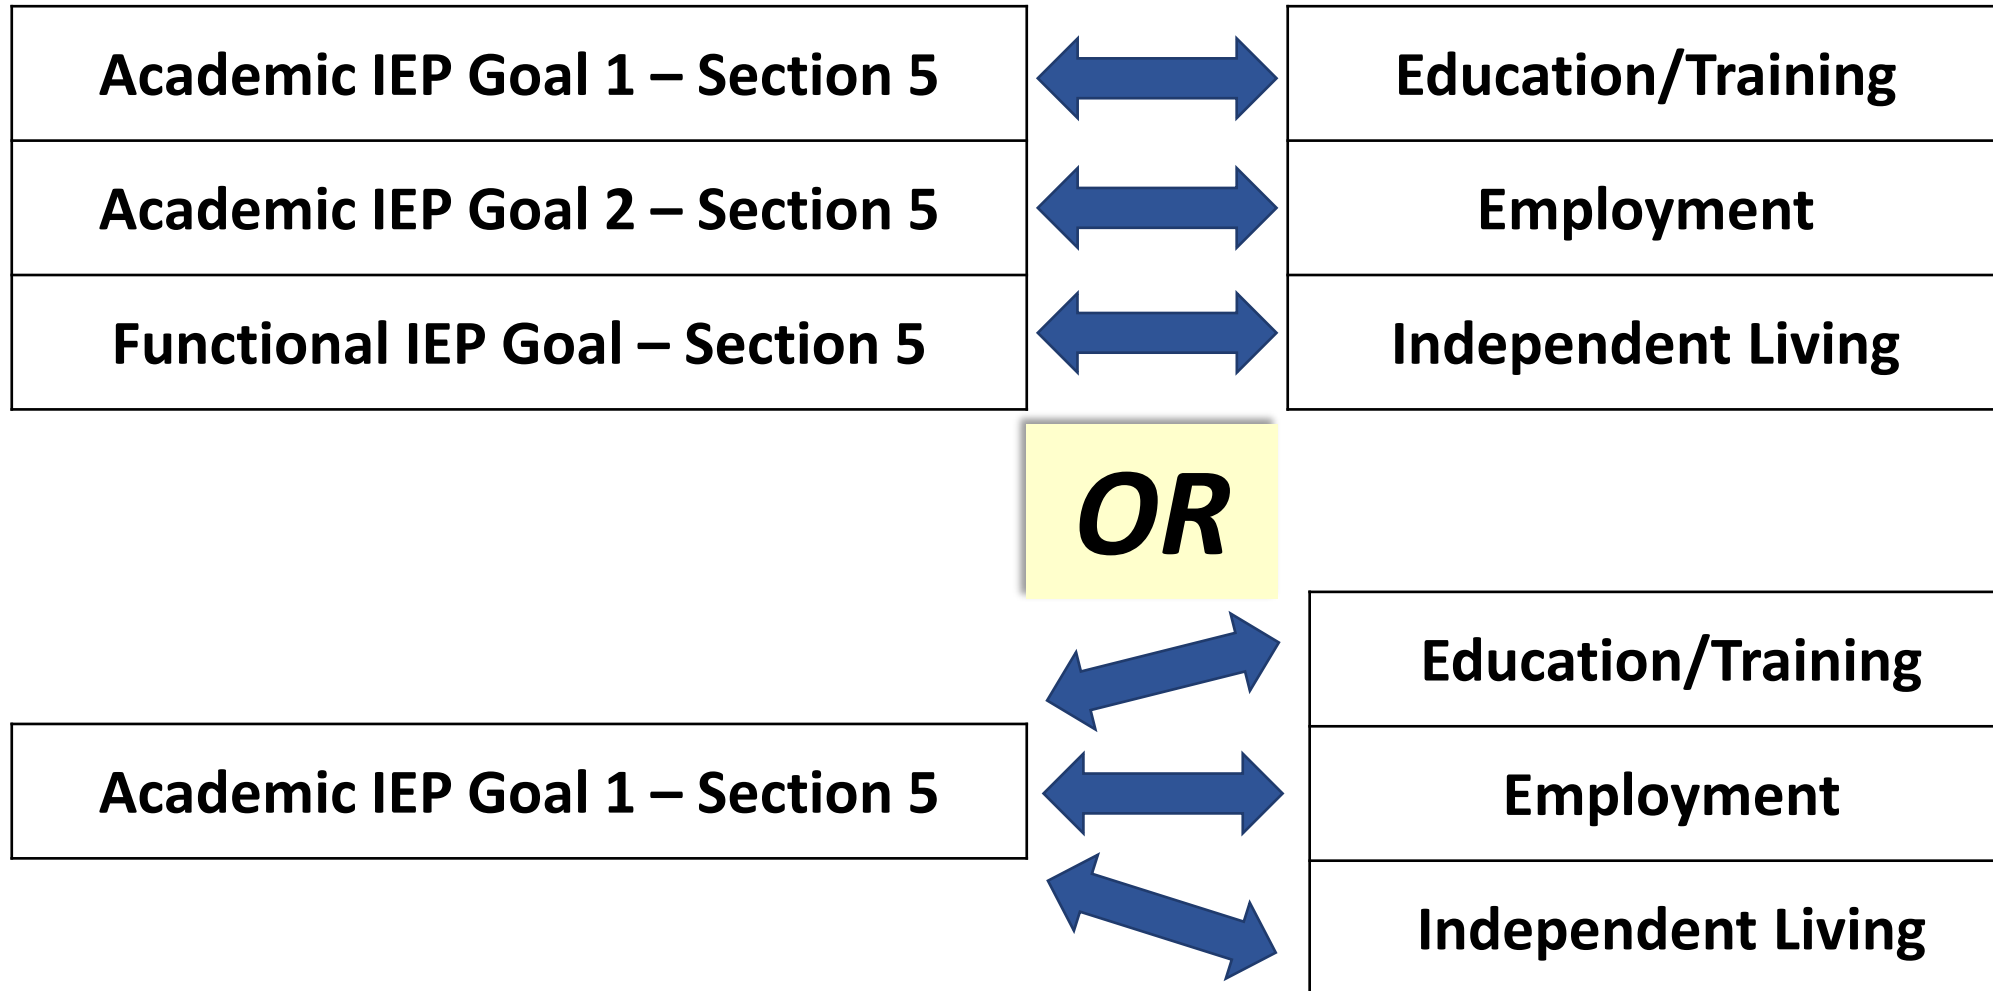 Academic IEP Goal 1 – Section 5
Education/Training
Academic IEP Goal 2 – Section 5
Employment
Functional IEP Goal – Section 5
Independent Living
OR
Education/Training
Academic IEP Goal 1 – Section 5
Employment
Independent Living